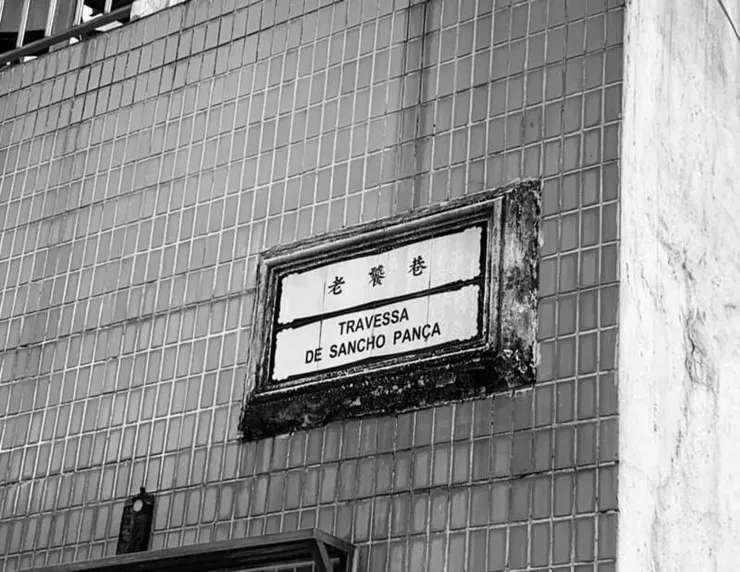 老饕巷
TRAVESSA
DE SANCHO PANÇA